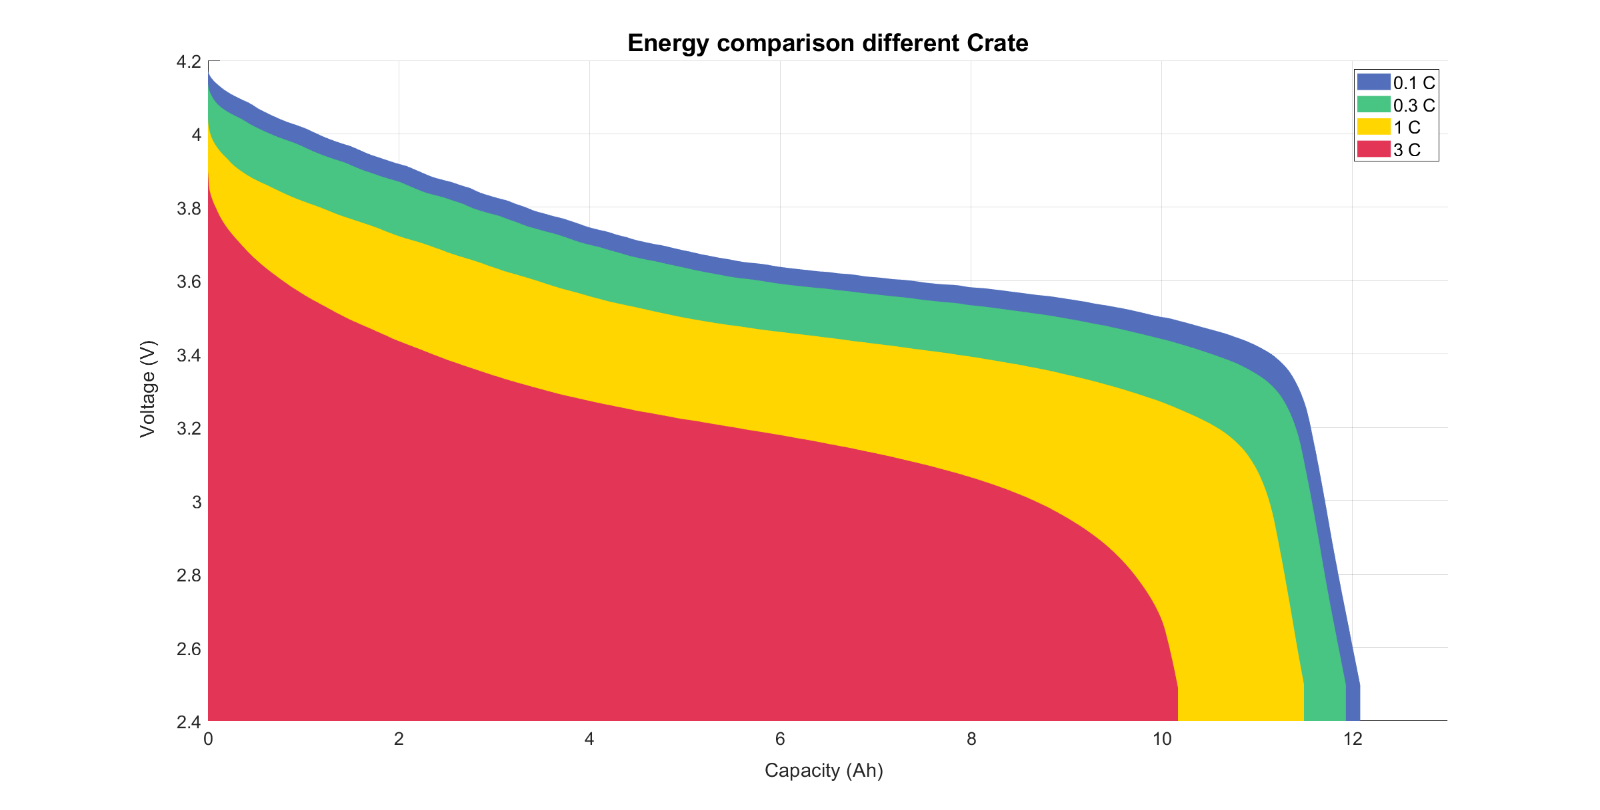 Energy comparison different Crate
4.2
4
3.8
3.6
3.4
3.2
3
2.8
2.6
2.4
Voltage (V)
0.1 C
0.3 C
1 C
3 C
0 2 4 6 8 10 12
Capacity (Ah)